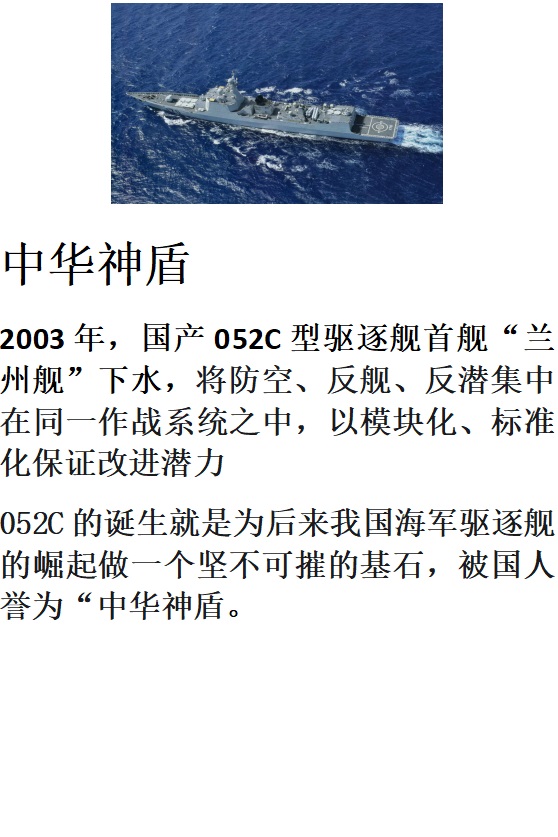 中华神盾
2003 年，国产 052C 型驱逐舰首舰“兰
州舰”下水，将防空、反舰、反潜集中
在同一作战系统之中，以模块化、标准
化保证改进潜力
052C 的诞生就是为后来我国海军驱逐舰
的崛起做一个坚不可摧的基石，被国人
誉为“中华神盾。